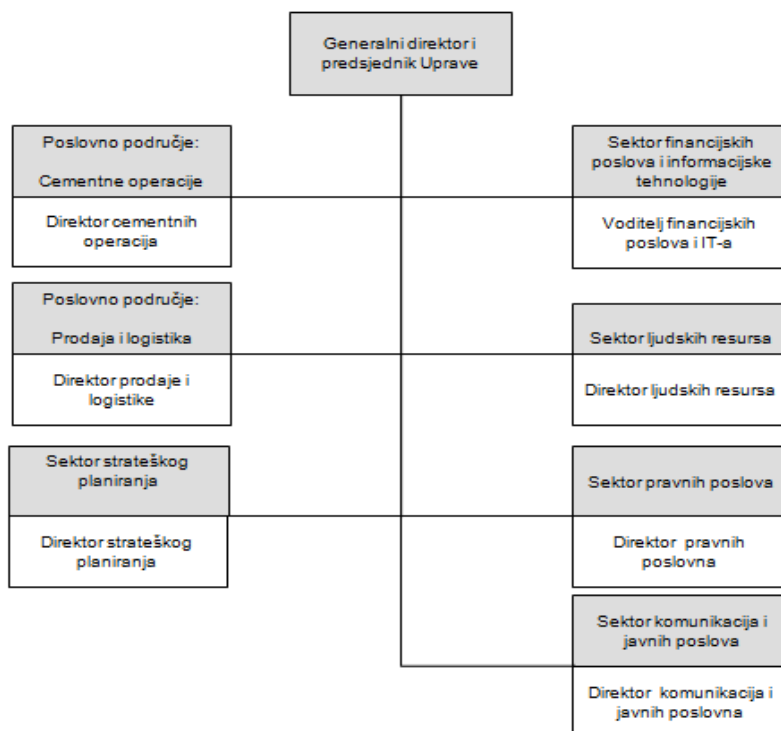 Generalni direktor i
predsjednik Uprave
Poslovno područje:
Cementne operacije
Direktor cementnih
operacija
Sektor financijskih
poslova i informacijske
tehnologije
Voditelj financijskih
poslova i IT-a
Poslovno područje:
Prodaja i logistika
Direktor prodaje i
logistike
Sektor ljudskih resursa
Direktor ljudskih resursa
Sektor strateškog
planiranja
Direktor strateškog
planiranja
Sektor pravnih poslova
Direktor pravnih
poslovna
Sektor komunikacija i
javnih poslova
Direktor komunikacija i
javnih poslovna